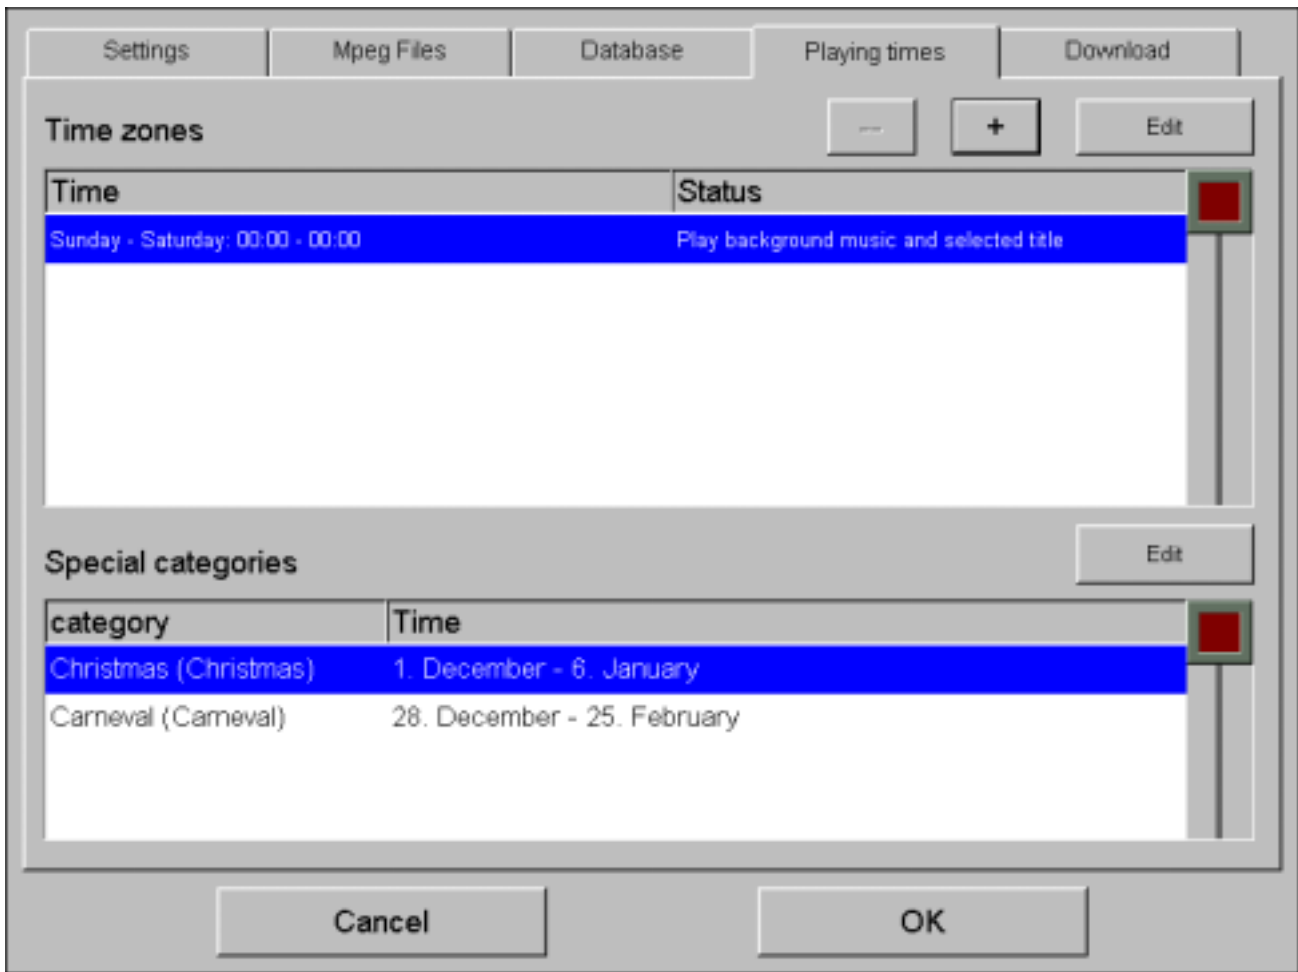 Settings Mpeg Files Database Playing times Download
Time zones -- + Edit
Time Status
Sunday - Saturday: 00:00 - 00:00 Play background music and selected title
Special categories Edit
category Time
Christmas (Christmas) 1. December - 6. January
Carneval (Carneval) 28. December - 25. February
Cancel OK